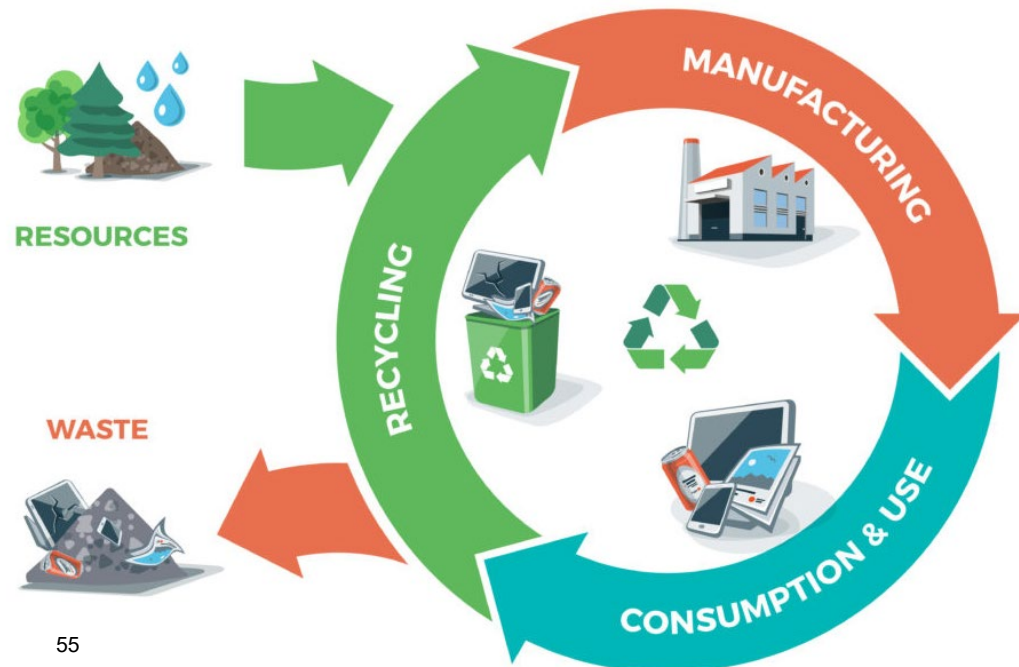 RESOURCES
MANUFACTURING
RECYCLING
WASTE
CONSUMPTION & USE
55